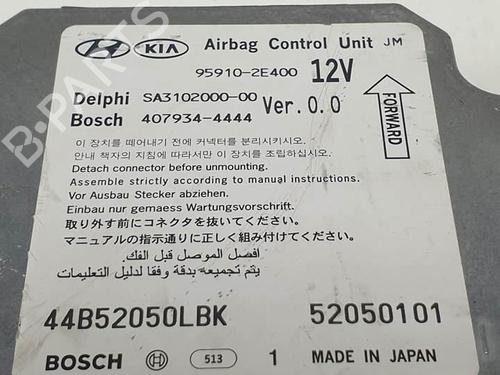 HYUNDAI KIA Airbag Control Unit JM
95910-2E400 12V
Delphi SA3102000-00 Ver. 0.0
Bosch 407934-4444
FORWARD
이 장치를 떼어내기 전에 커넥터를 분리시키시오.
안내 책자의 지침에 따라서만 이 장치를 조립하십시오.
Detach connector before unmounting.
Assemble strictly according to manual instructions.
Vor Ausbau Stecker abziehen.
Einbau nur gemaess Wartungsvorschrift.
取り外す前にコネクタを抜いてください。
マニュアルの指示通りに正しく組み付けてください。
افصل الموصل قبل الفك.
يتم تجميعه بدقة وفقا لدليل التعليمات
44B52050LBK 52050101
BOSCH 513 1 MADE IN JAPAN
B-PARTS